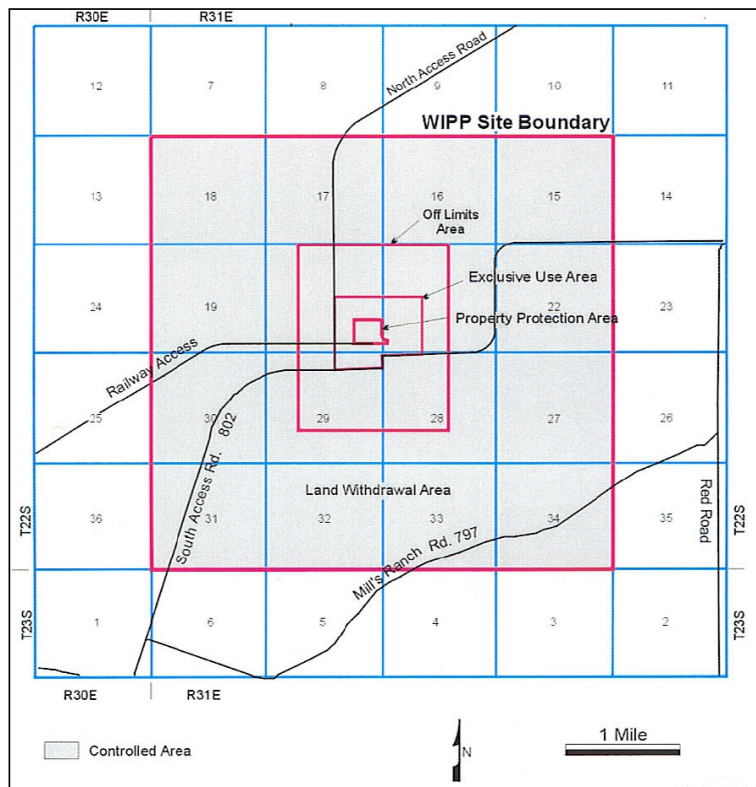 R30E R31E
12 7 8 9 10 11
North Access Road
WIPP Site Boundary
13 18 17 16 15 14
Off Limits
Area
Exclusive Use Area
24 19 22 23
Property Protection Area
Railway Access
25 30 29 28 27 26
South Access Rd. 802
Land Withdrawal Area
Red Road
36 31 32 33 34 35
T22S T22S
Mill's Ranch Rd. 797
T23S T23S
1 6 5 4 3 2
R30E R31E
Controlled Area
N
1 Mile